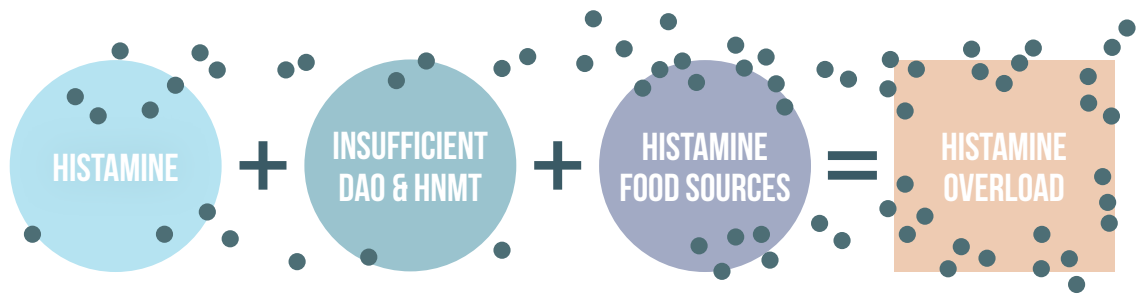 HISTAMINE
+
INSUFFICIENT
DAO & HNMT
+
HISTAMINE
FOOD SOURCES
=
HISTAMINE
OVERLOAD